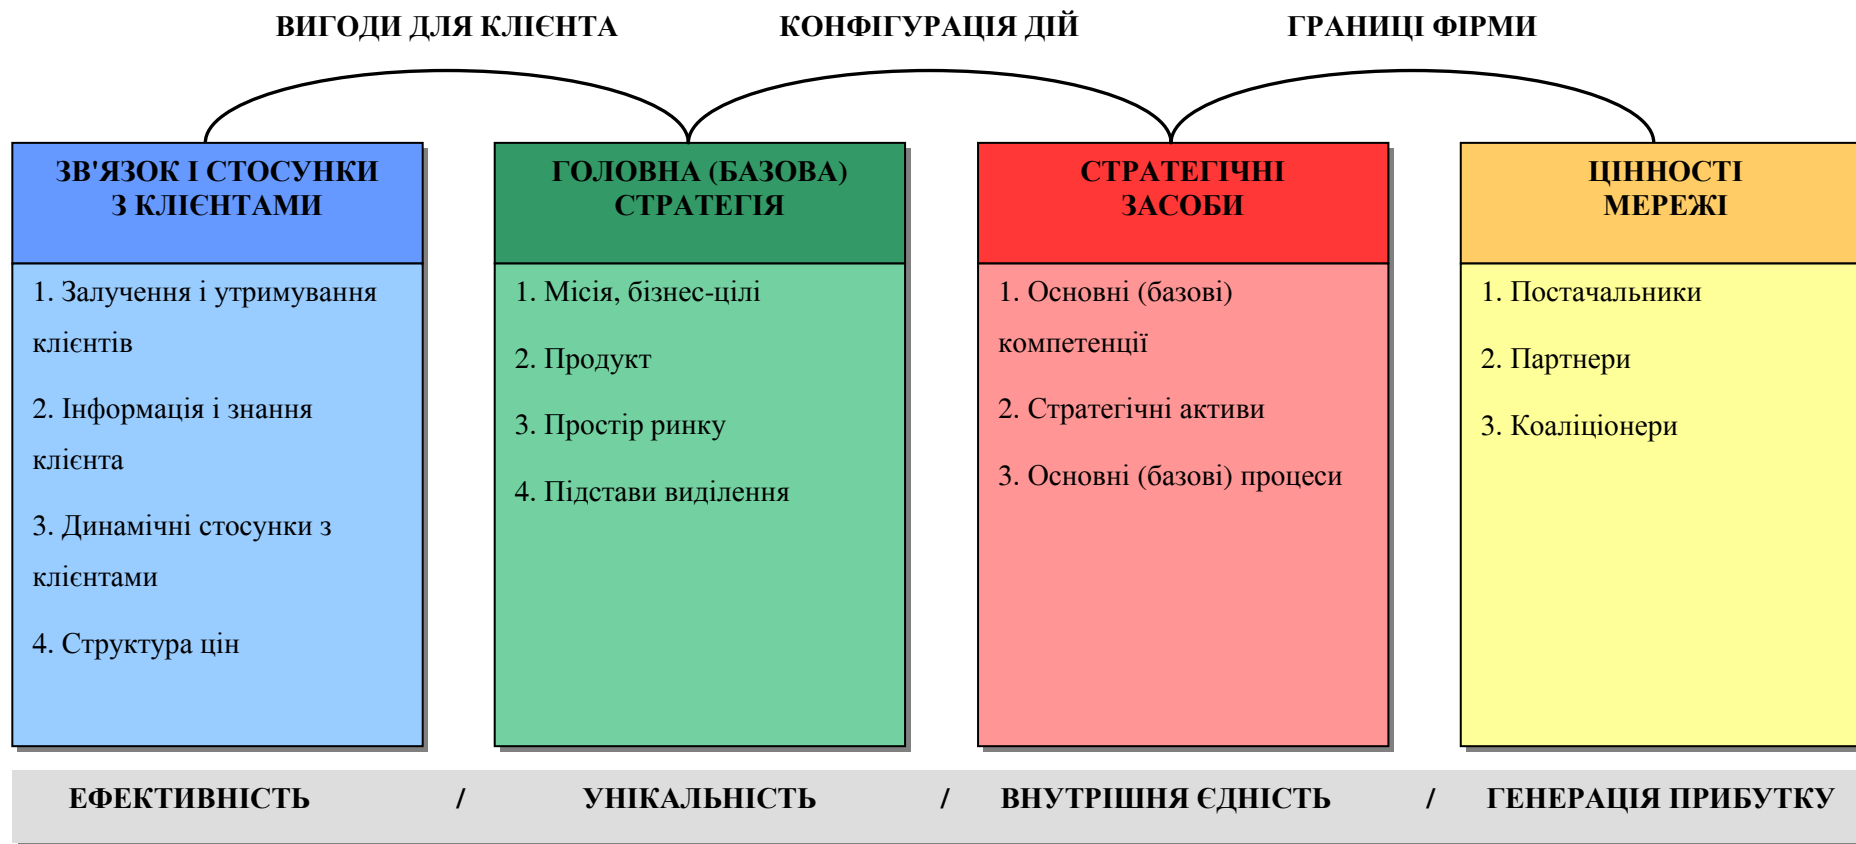 ВИГОДИ ДЛЯ КЛІЄНТА
КОНФІГУРАЦІЯ ДІЙ
ГРАНИЦІ ФІРМИ
ЗВ'ЯЗОК І СТОСУНКИ
З КЛІЄНТАМИ
1. Залучення і утримування
клієнтів
2. Інформація і знання
клієнта
3. Динамічні стосунки з
клієнтами
4. Структура цін
ГОЛОВНА (БАЗОВА)
СТРАТЕГІЯ
1. Місія, бізнес-цілі
2. Продукт
3. Простір ринку
4. Підстави виділення
СТРАТЕГІЧНІ
ЗАСОБИ
1. Основні (базові)
компетенції
2. Стратегічні активи
3. Основні (базові) процеси
ЦІННОСТІ
МЕРЕЖІ
1. Постачальники
2. Партнери
3. Коаліціонери
ЕФЕКТИВНІСТЬ / УНІКАЛЬНІСТЬ / ВНУТРІШНЯ ЄДНІСТЬ / ГЕНЕРАЦІЯ ПРИБУТКУ